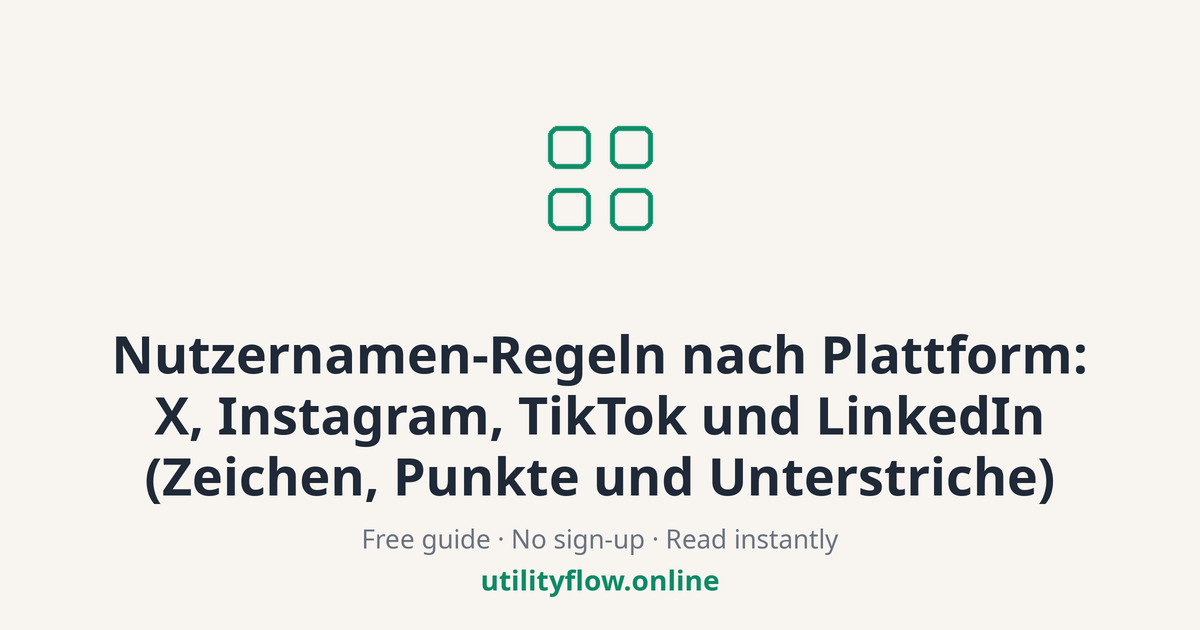 Nutzernamen-Regeln nach Plattform:
X, Instagram, TikTok und LinkedIn
(Zeichen, Punkte und Unterstriche)
Free guide · No sign-up · Read instantly
utilityflow.online